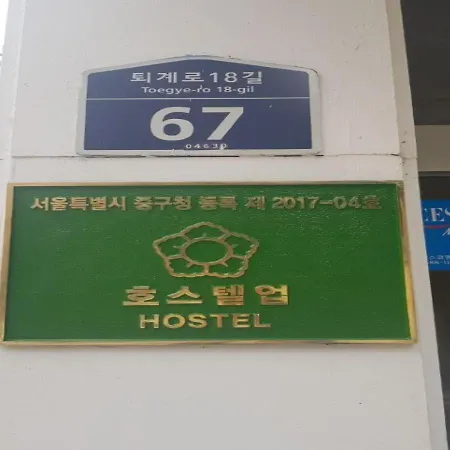 퇴계로18길
Toegye-ro 18-gil
67
04630
서울특별시 중구청 등록 제 2017-04호
호스텔업
HOSTEL